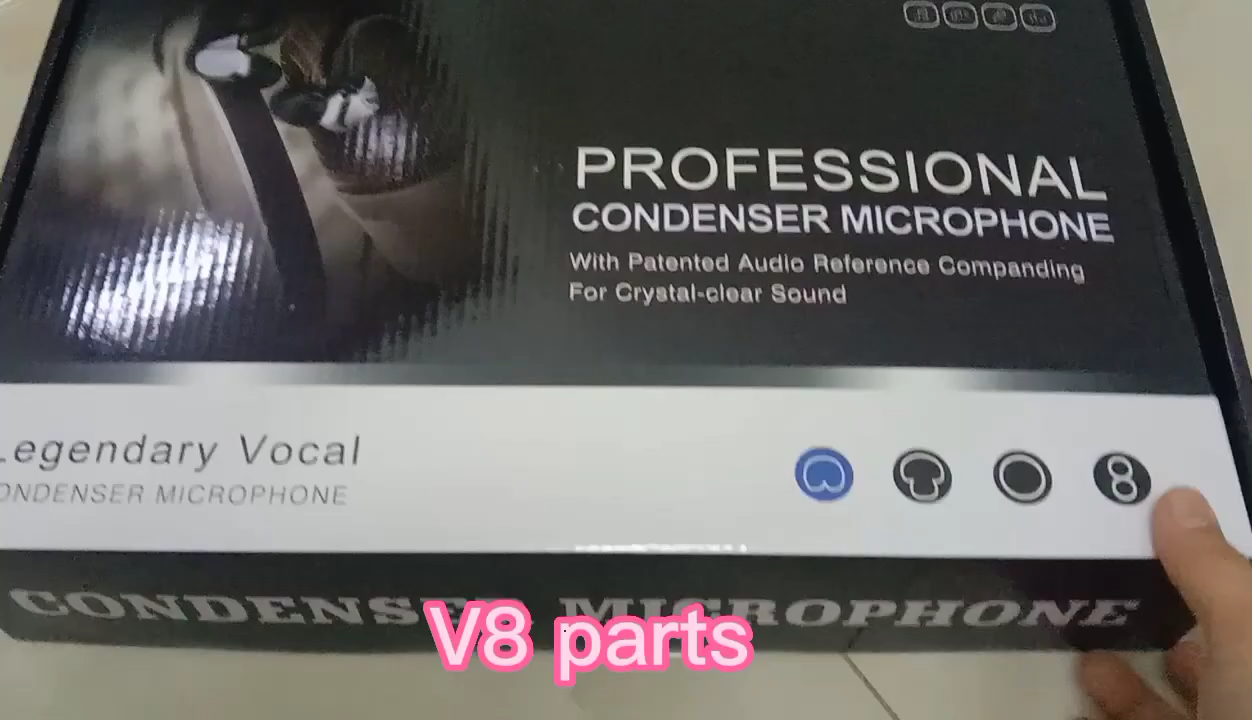 PROFESSIONAL
CONDENSER MICROPHONE
With Patented Audio Reference Companding
For Crystal-clear Sound
Legendary Vocal
ONDENSER MICROPHONE
CONDENSER MICROPHONE
V8 parts